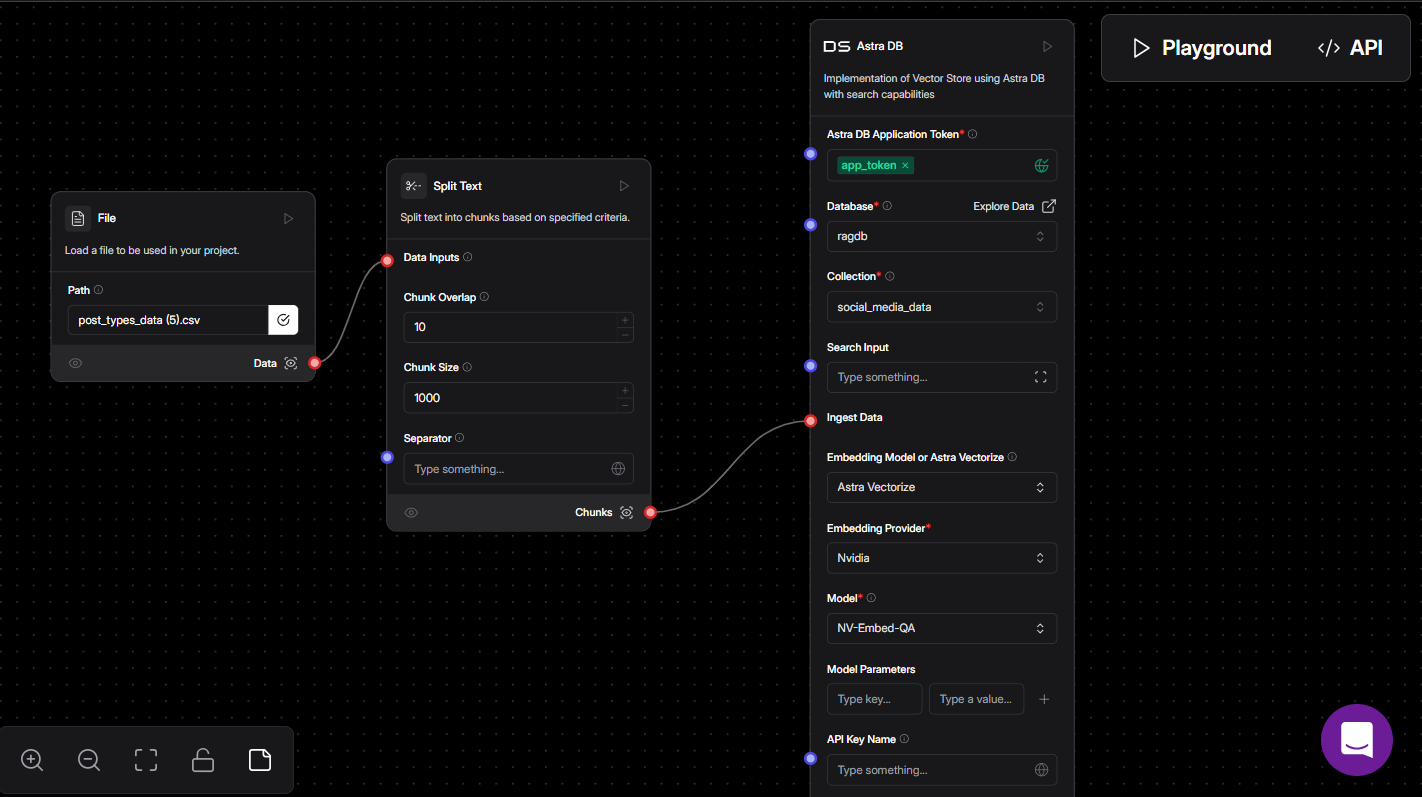 File
Load a file to be used in your project.
Path
post_types_data (5).csv
Data
Split Text
Split text into chunks based on specified criteria.
Data Inputs
Chunk Overlap
10
Chunk Size
1000
Separator
Type something...
Chunks
DS Astra DB
Implementation of Vector Store using Astra DB
with search capabilities
Astra DB Application Token*
app_token ×
Database*
Explore Data
ragdb
Collection*
social_media_data
Search Input
Type something...
Ingest Data
Embedding Model or Astra Vectorize
Astra Vectorize
Embedding Provider*
Nvidia
Model*
NV-Embed-QA
Model Parameters
Type key... Type a value...
API Key Name
Type something...
Playground </> API